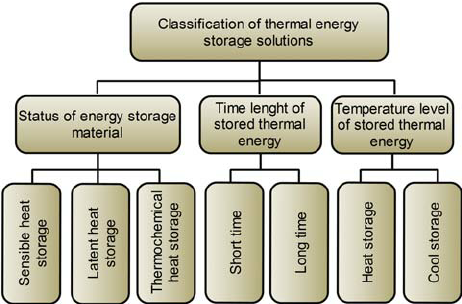 Classification of thermal energy
storage solutions
Status of energy storage
material
Time lenght of
stored thermal
energy
Temperature level
of stored thermal
energy
Sensible heat
storage
Latent heat
storage
Thermochemical
heat storage
Short time
Long time
Heat storage
Cool storage